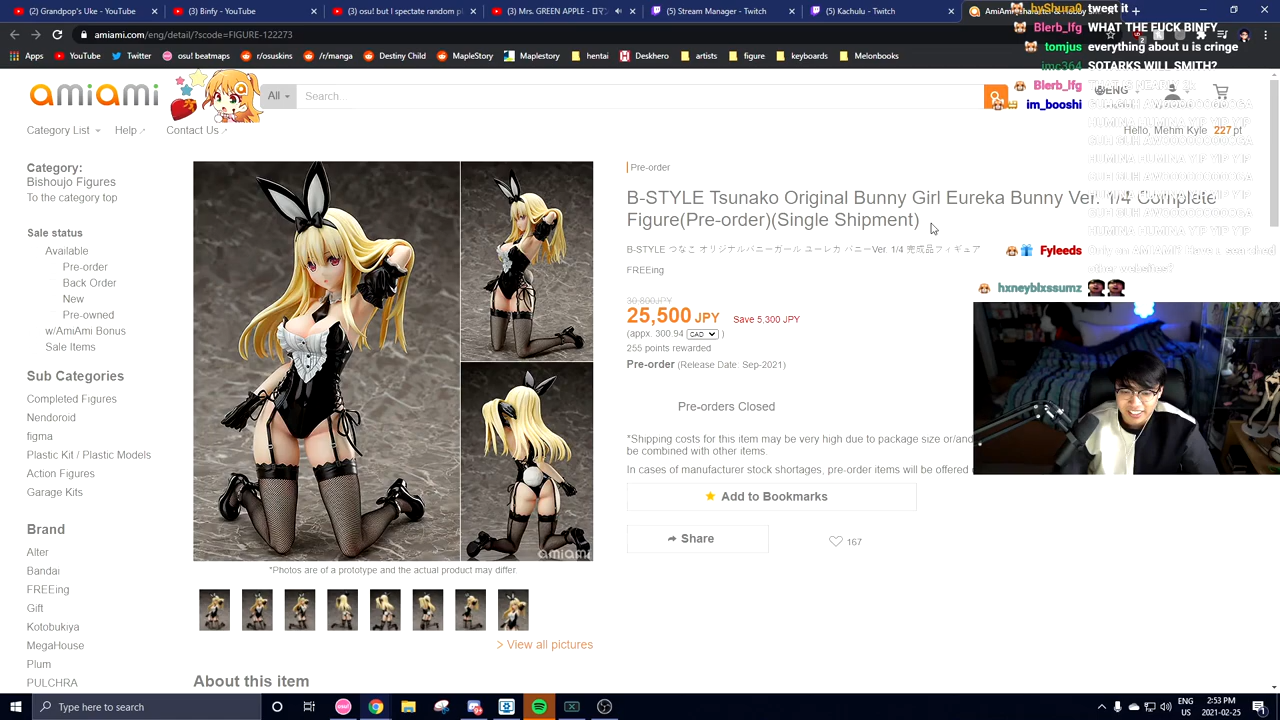 (1) Binfy - YouTube
osu! but I spectate random p
hyShura0 tweet it
(5) Kachulu - Twitch
Blerb_lfg WHAT THE FUCK BINFY
tomjus everything about u is cringe
amiami.com/eng/detail/?scode=FIGURE-122273
Apps
YouTube
Twitter
osu! beatmaps
r/osuskins
r/manga
Destiny Child
MapleStory
Maplestory
hentai
Deskhero
artists
figure
keyboards
Melonbooks
imc364 SOTARKS WILL SMITH?
Blerb_lfg
im_booshi
amiami
All
Search...
ENG
Category List
Help
Contact Us
Hello, Mehm Kyle 227 pt
Category:
Bishoujo Figures
To the category top
Sale status
Available
Pre-order
Back Order
New
Pre-owned
w/AmiAmi Bonus
Sale Items
Sub Categories
Completed Figures
Nendoroid
figma
Plastic Kit / Plastic Models
Action Figures
Garage Kits
Brand
Alter
Bandai
FREEing
Gift
Kotobukiya
MegaHouse
Plum
PULCHRA
amiami
*Photos are of a prototype and the actual product may differ.
> View all pictures
About this item
Pre-order
B-STYLE Tsunako Original Bunny Girl Eureka Bunny Ver. 1/4 Complete
Figure(Pre-order)(Single Shipment)
B-STYLE つなこ オリジナルバニーガール ユーレカ バニーVer. 1/4 完成品フィギュア
Fyleeds
FREEing
hxneyblxssumz
30,800JPY
25,500 JPY Save 5,300 JPY
(appx. 300.94 CAD )
255 points rewarded
Pre-order (Release Date: Sep-2021)
Pre-orders Closed
*Shipping costs for this item may be very high due to package size or/and
be combined with other items.
In cases of manufacturer stock shortages, pre-order items will be offered
Add to Bookmarks
Share
167
Type here to search
ENG
US
2:53 PM
2021-02-25